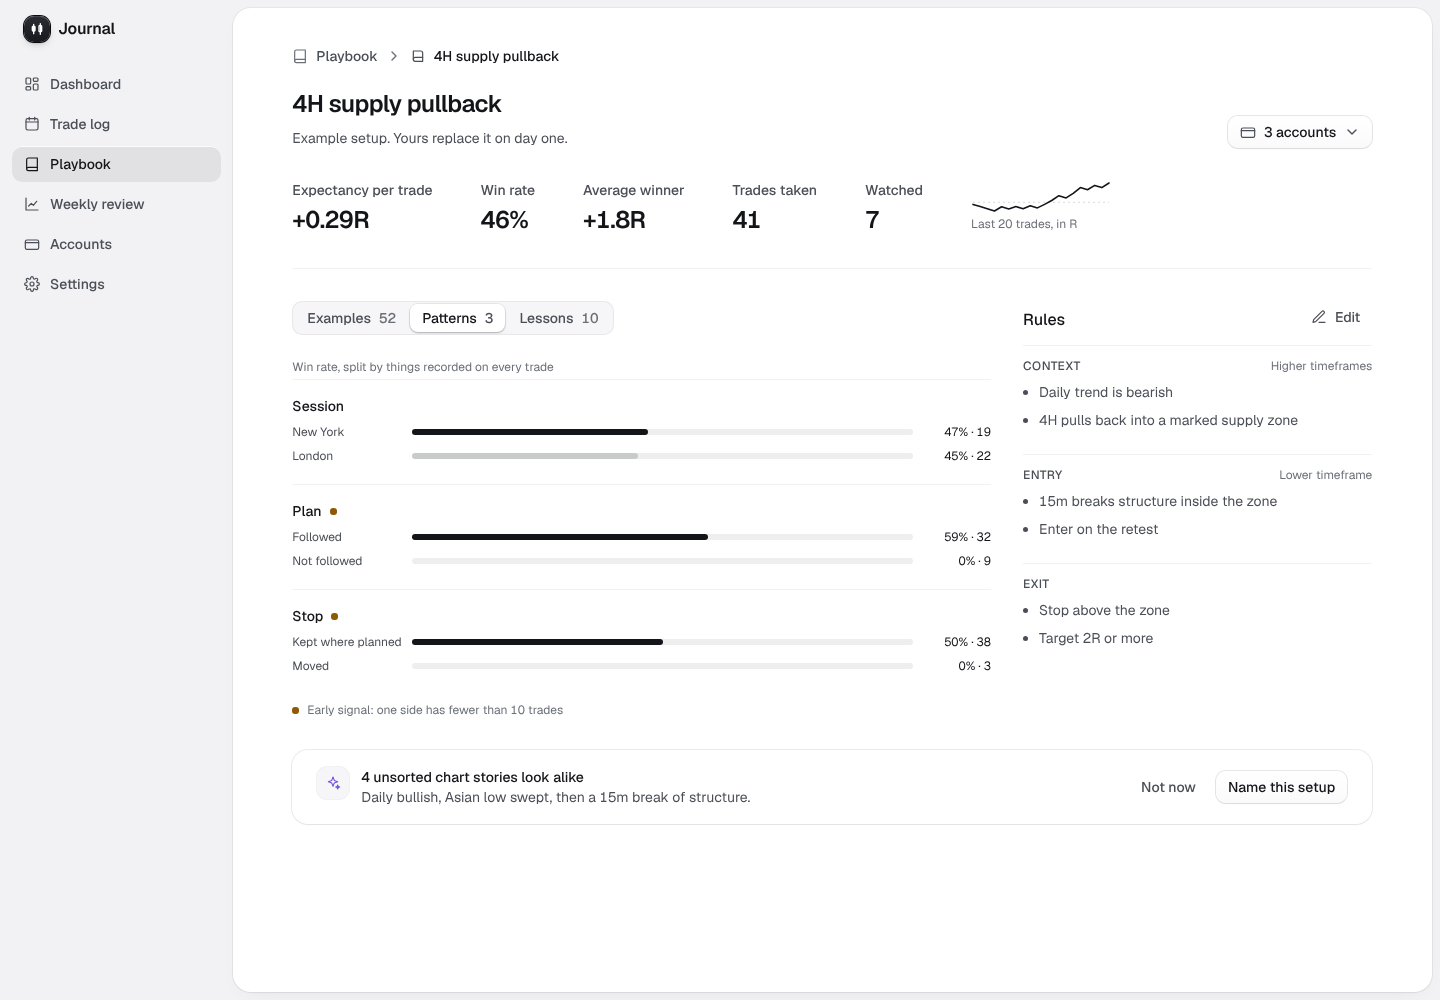 Journal
Dashboard
Trade log
Playbook
Weekly review
Accounts
Settings
Playbook > 4H supply pullback
4H supply pullback
Example setup. Yours replace it on day one.
3 accounts
Expectancy per trade
+0.29R
Win rate
46%
Average winner
+1.8R
Trades taken
41
Watched
7
Last 20 trades, in R
Examples 52
Patterns 3
Lessons 10
Win rate, split by things recorded on every trade
Session
New York 47% · 19
London 45% · 22
Plan
Followed 59% · 32
Not followed 0% · 9
Stop
Kept where planned 50% · 38
Moved 0% · 3
Early signal: one side has fewer than 10 trades
Rules
Edit
CONTEXT Higher timeframes
• Daily trend is bearish
• 4H pulls back into a marked supply zone
ENTRY Lower timeframe
• 15m breaks structure inside the zone
• Enter on the retest
EXIT
• Stop above the zone
• Target 2R or more
4 unsorted chart stories look alike
Daily bullish, Asian low swept, then a 15m break of structure.
Not now
Name this setup